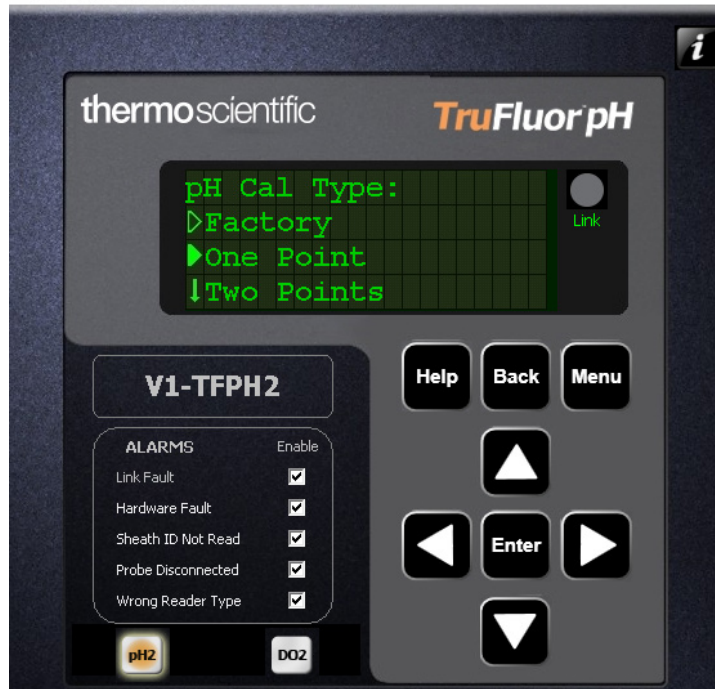 i
thermoscientific
TruFluor pH
pH Cal Type:
Factory
One Point
Two Points
Link
V1-TFPH2
ALARMS Enable
Link Fault
Hardware Fault
Sheath ID Not Read
Probe Disconnected
Wrong Reader Type
pH2 DO2
Help Back Menu
Enter